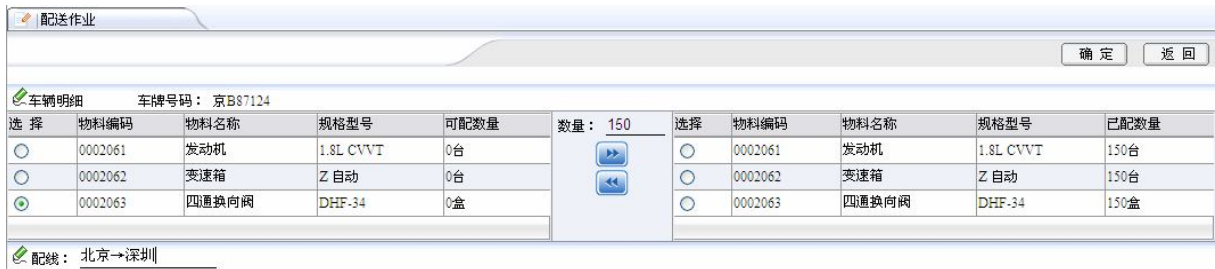 配送作业
确 定 返 回
车辆明细 车牌号码： 京B87124
选 择 物料编码 物料名称 规格型号 可配数量 数量： 150 选择 物料编码 物料名称 规格型号 已配数量
0002061 发动机 1.8L CVVT 0台 0002061 发动机 1.8L CVVT 150台
0002062 变速箱 Z 自动 0台 0002062 变速箱 Z 自动 150台
0002063 四通换向阀 DHF-34 0盒 0002063 四通换向阀 DHF-34 150盒
配线： 北京→深圳